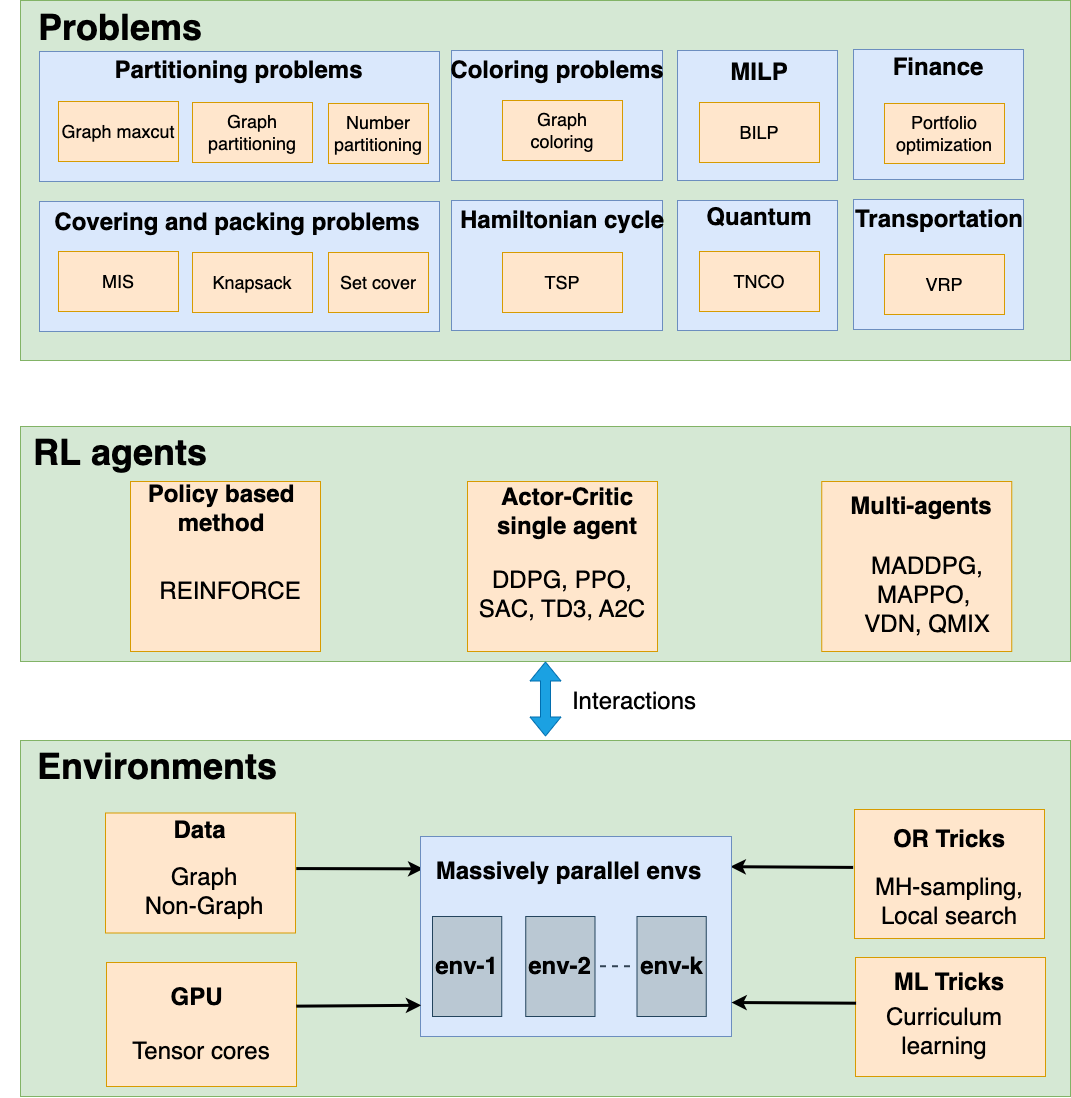 Problems
Partitioning problems
Graph maxcut
Graph
partitioning
Number
partitioning
Coloring problems
Graph
coloring
MILP
BILP
Finance
Portfolio
optimization
Covering and packing problems
MIS
Knapsack
Set cover
Hamiltonian cycle
TSP
Quantum
TNCO
Transportation
VRP
RL agents
Policy based
method
REINFORCE
Actor-Critic
single agent
DDPG, PPO,
SAC, TD3, A2C
Multi-agents
MADDPG,
MAPPO,
VDN, QMIX
Interactions
Environments
Data
Graph
Non-Graph
GPU
Tensor cores
Massively parallel envs
env-1
env-2
env-k
OR Tricks
MH-sampling,
Local search
ML Tricks
Curriculum
learning